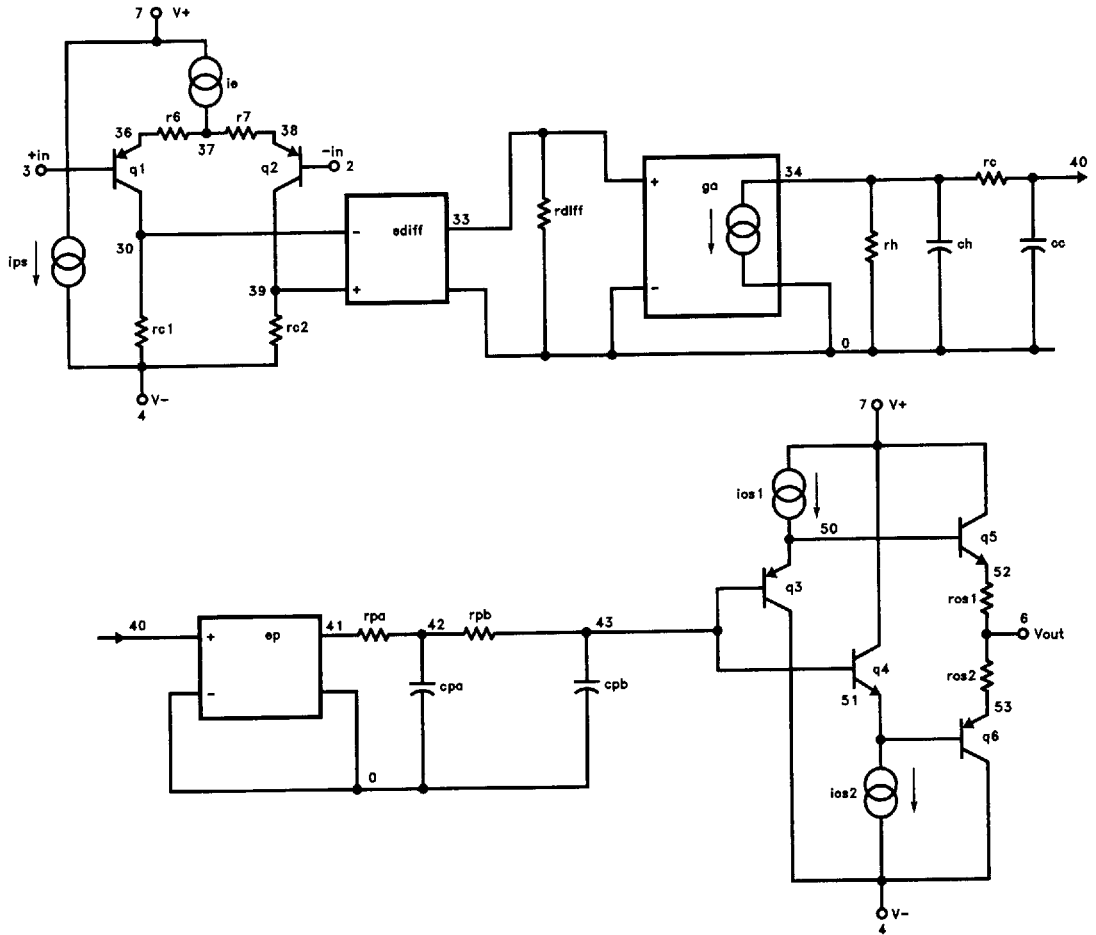 7 V+
ie
r6 r7
36 37 38
+in
3
q1 q2
-in
2
30
ips
39
rc1 rc2
V-
4
ediff
33
rdiff
ga
34
rh
ch
rc
cc
40
0
40
ep
41
rpa
42
rpb
43
cpa
cpb
0
7 V+
ios1
50
q5
52
q3
ros1
6
Vout
q4
ros2
51
53
q6
ios2
V-
4